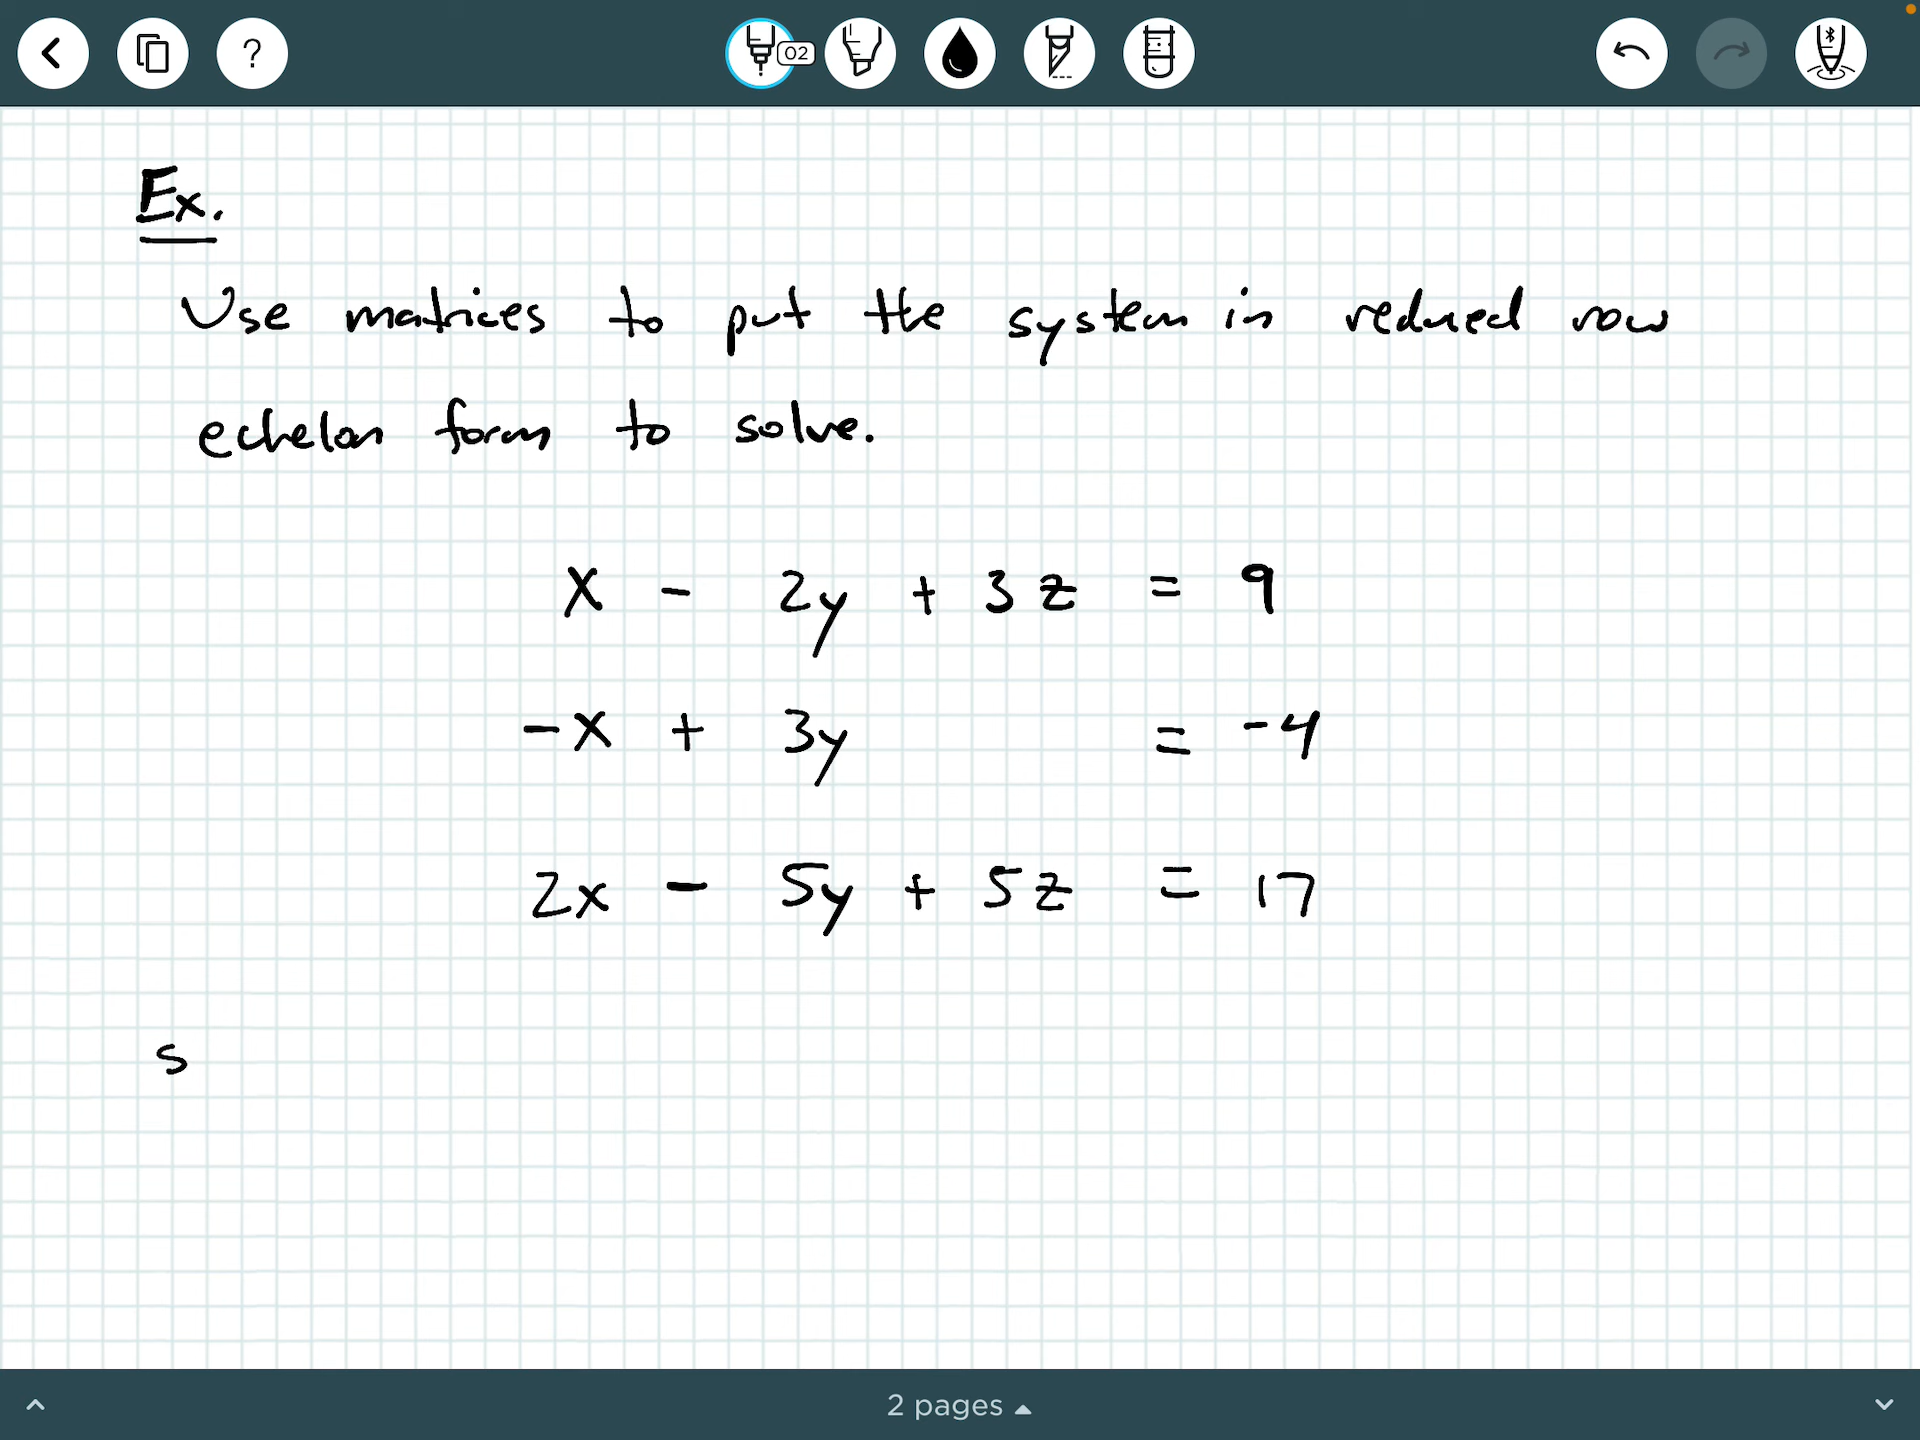 ?
02
Ex.
Use matrices to put the system in reduced row
echelon form to solve.
x - 2y + 3z = 9
-x + 3y = -4
2x - 5y + 5z = 17
s
2 pages